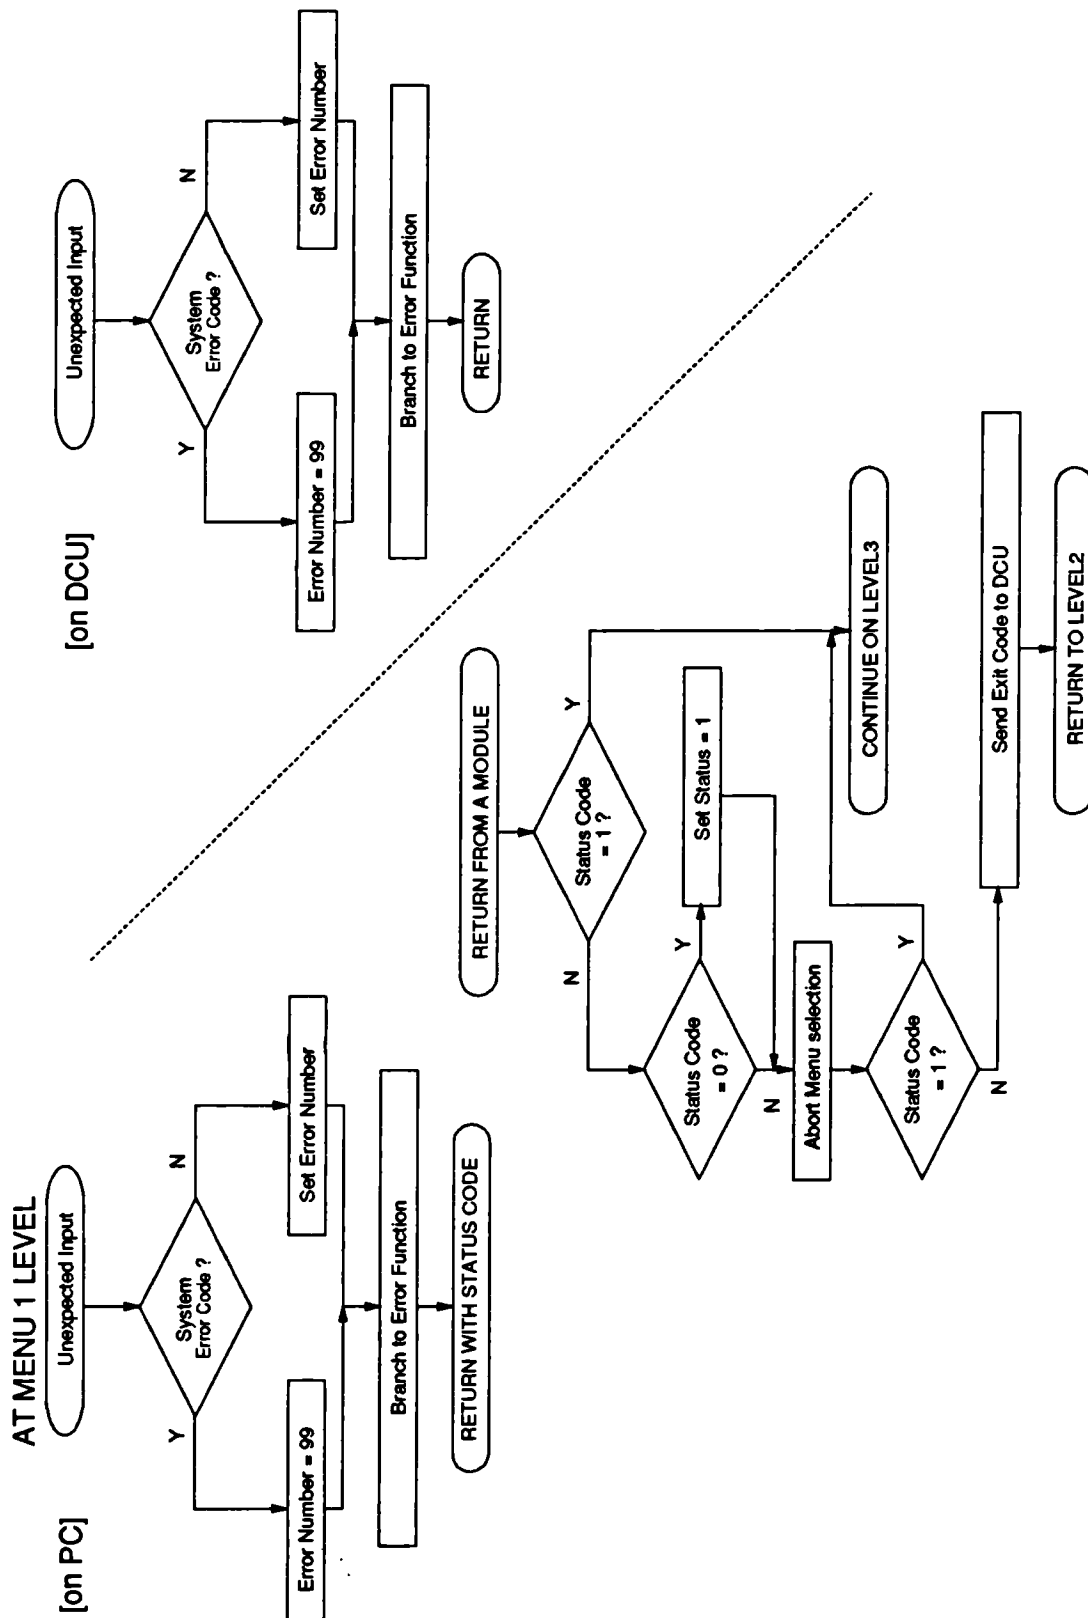 AT MENU 1 LEVEL
[on PC]
Unexpected Input
System
Error Code ?
Y
N
Error Number = 99
Set Error Number
Branch to Error Function
RETURN WITH STATUS CODE
[on DCU]
Unexpected Input
System
Error Code ?
Y
N
Error Number = 99
Set Error Number
Branch to Error Function
RETURN
RETURN FROM A MODULE
Status Code
= 1 ?
N
Y
Status Code
= 0 ?
Y
N
Set Status = 1
Abort Menu selection
Status Code
= 1 ?
Y
N
CONTINUE ON LEVEL3
Send Exit Code to DCU
RETURN TO LEVEL2